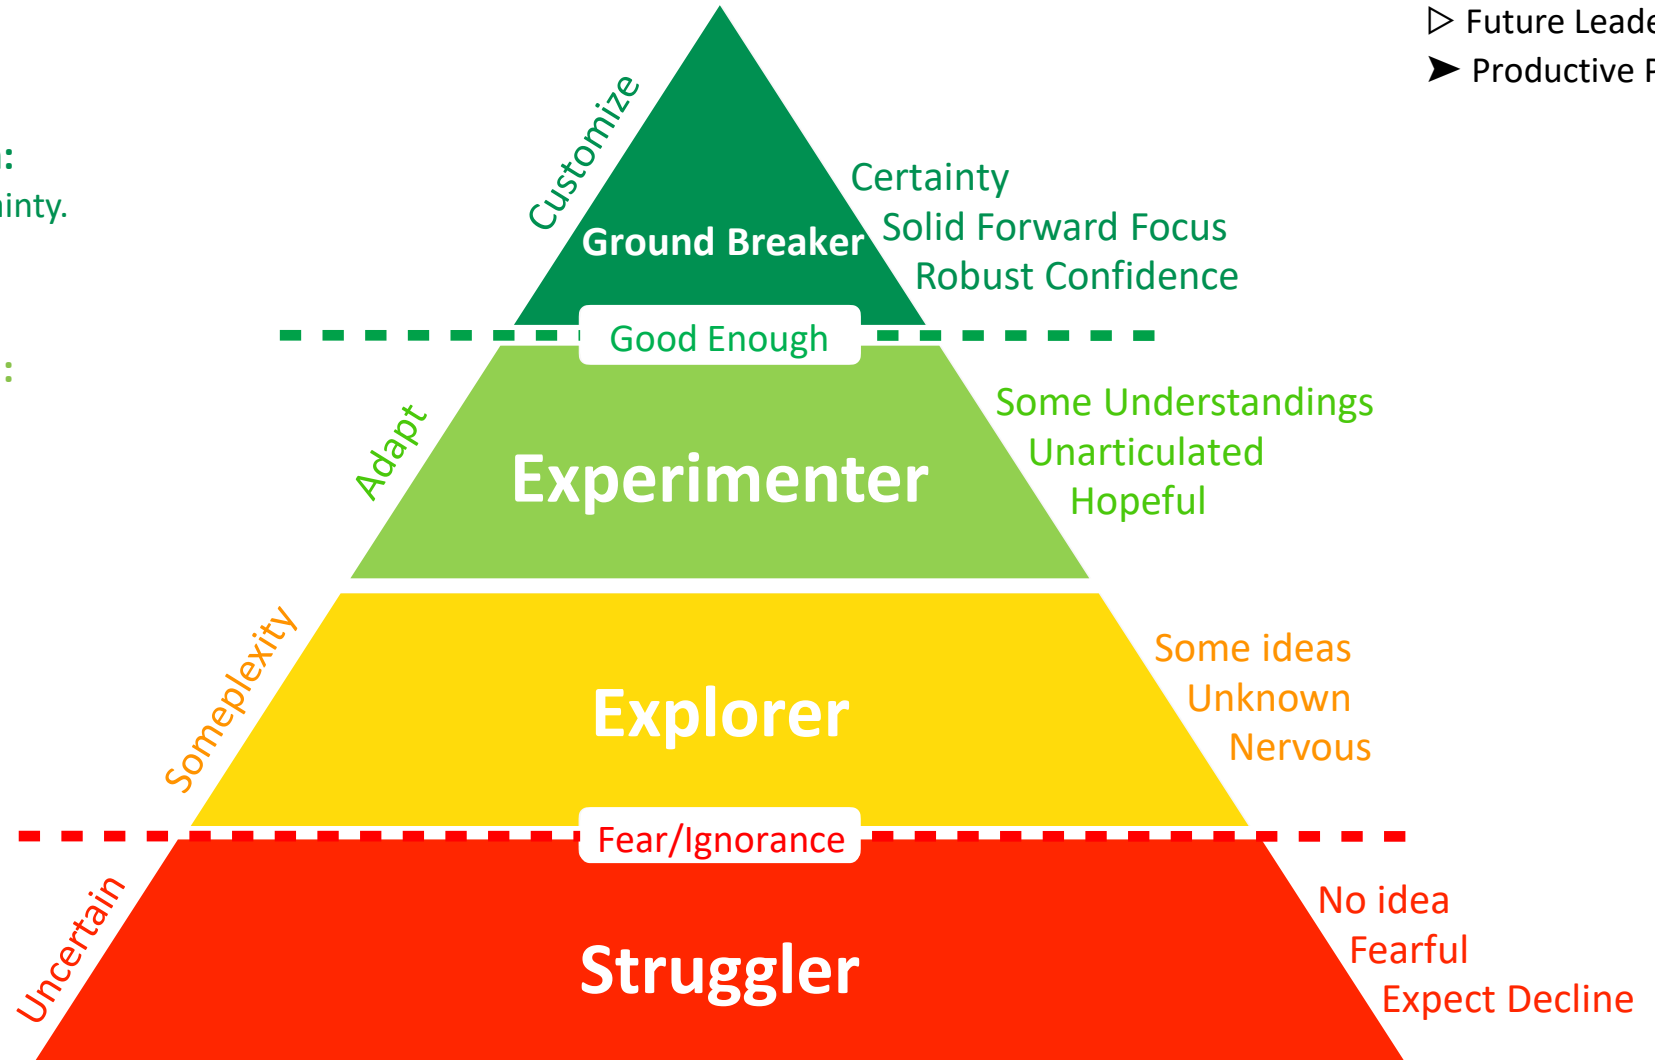 ▷ Future
➤ Productive
Customize
Certainty
Solid Forward Focus
Robust Confidence
Ground Breaker
Good Enough
Adapt
Some Understandings
Unarticulated
Hopeful
Experimenter
Someplexity
Some ideas
Unknown
Nervous
Explorer
Fear/Ignorance
Uncertain
No idea
Fearful
Expect Decline
Struggler